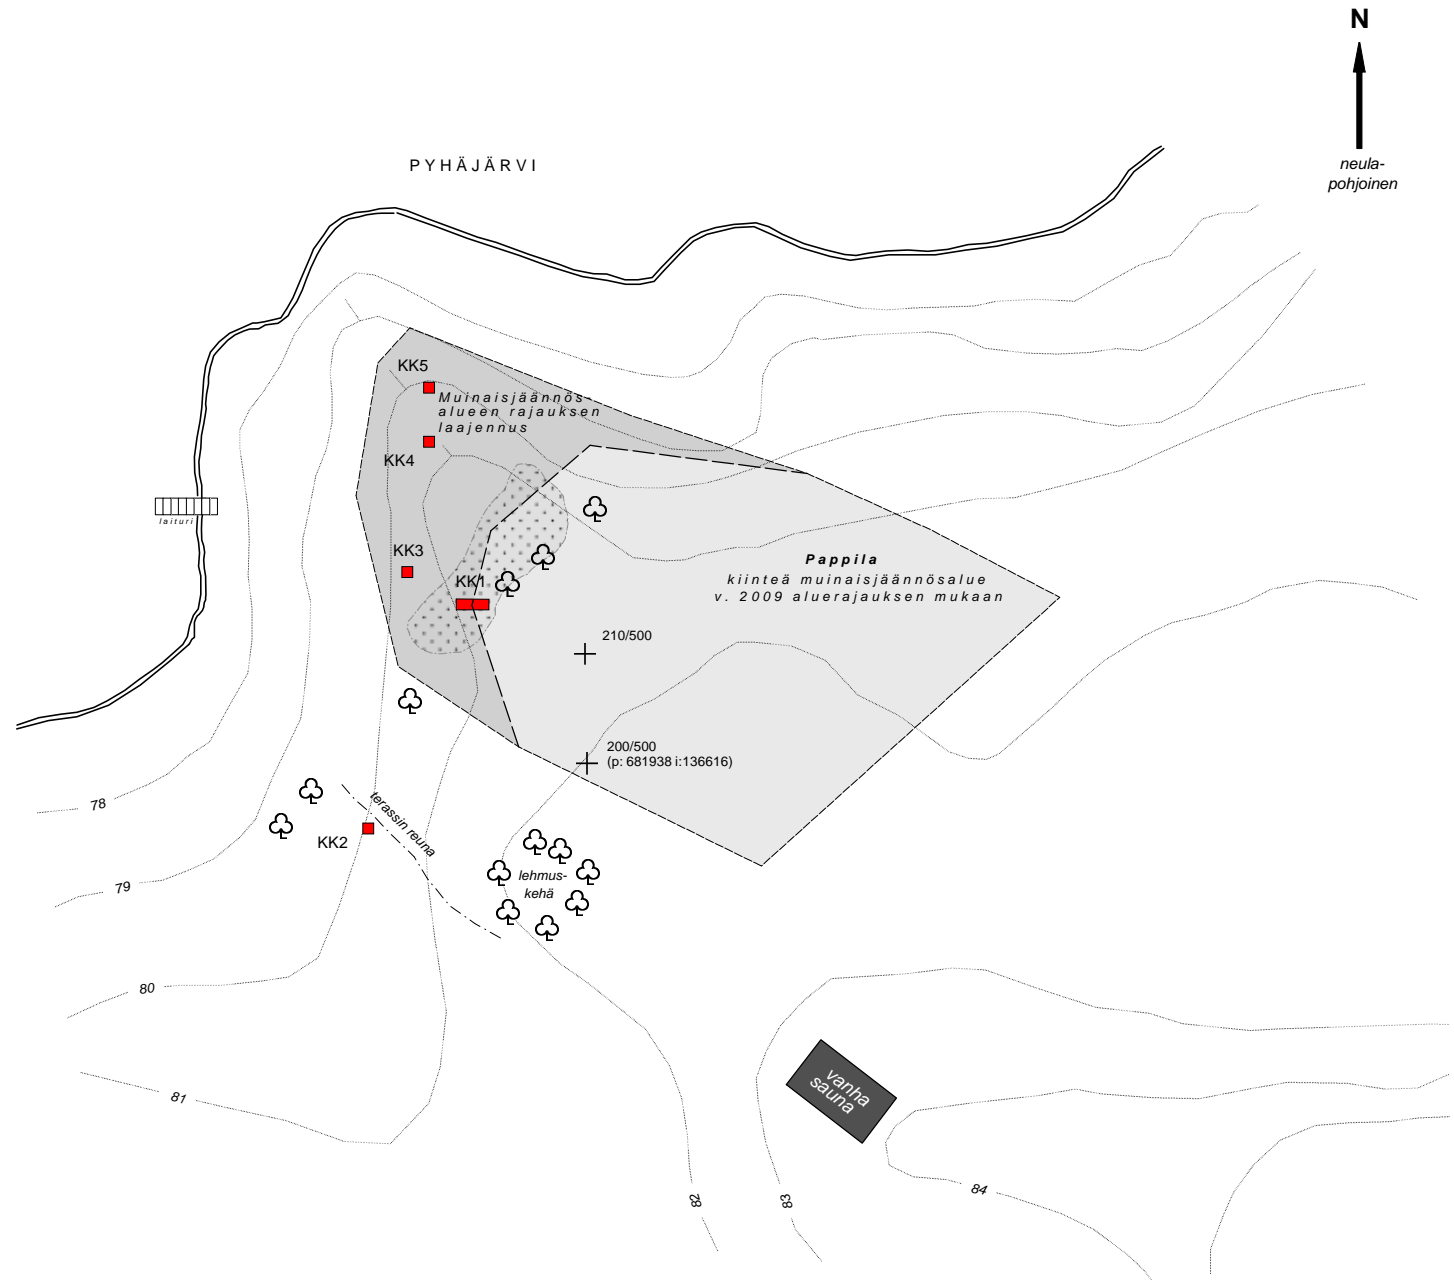 N
neula-
pohjoinen
PYHÄJÄRVI
KK5
Muinaisjäännös-
alueen rajauksen
laajennus
KK4
laituri
KK3
KK1
Pappila
kiinteä muinaisjäännösalue
v. 2009 aluerajauksen mukaan
210/500
200/500
(p: 681938 i:136616)
78
terassin reuna
KK2
lehmus-
kehä
79
80
81
vanha
sauna
82
83
84